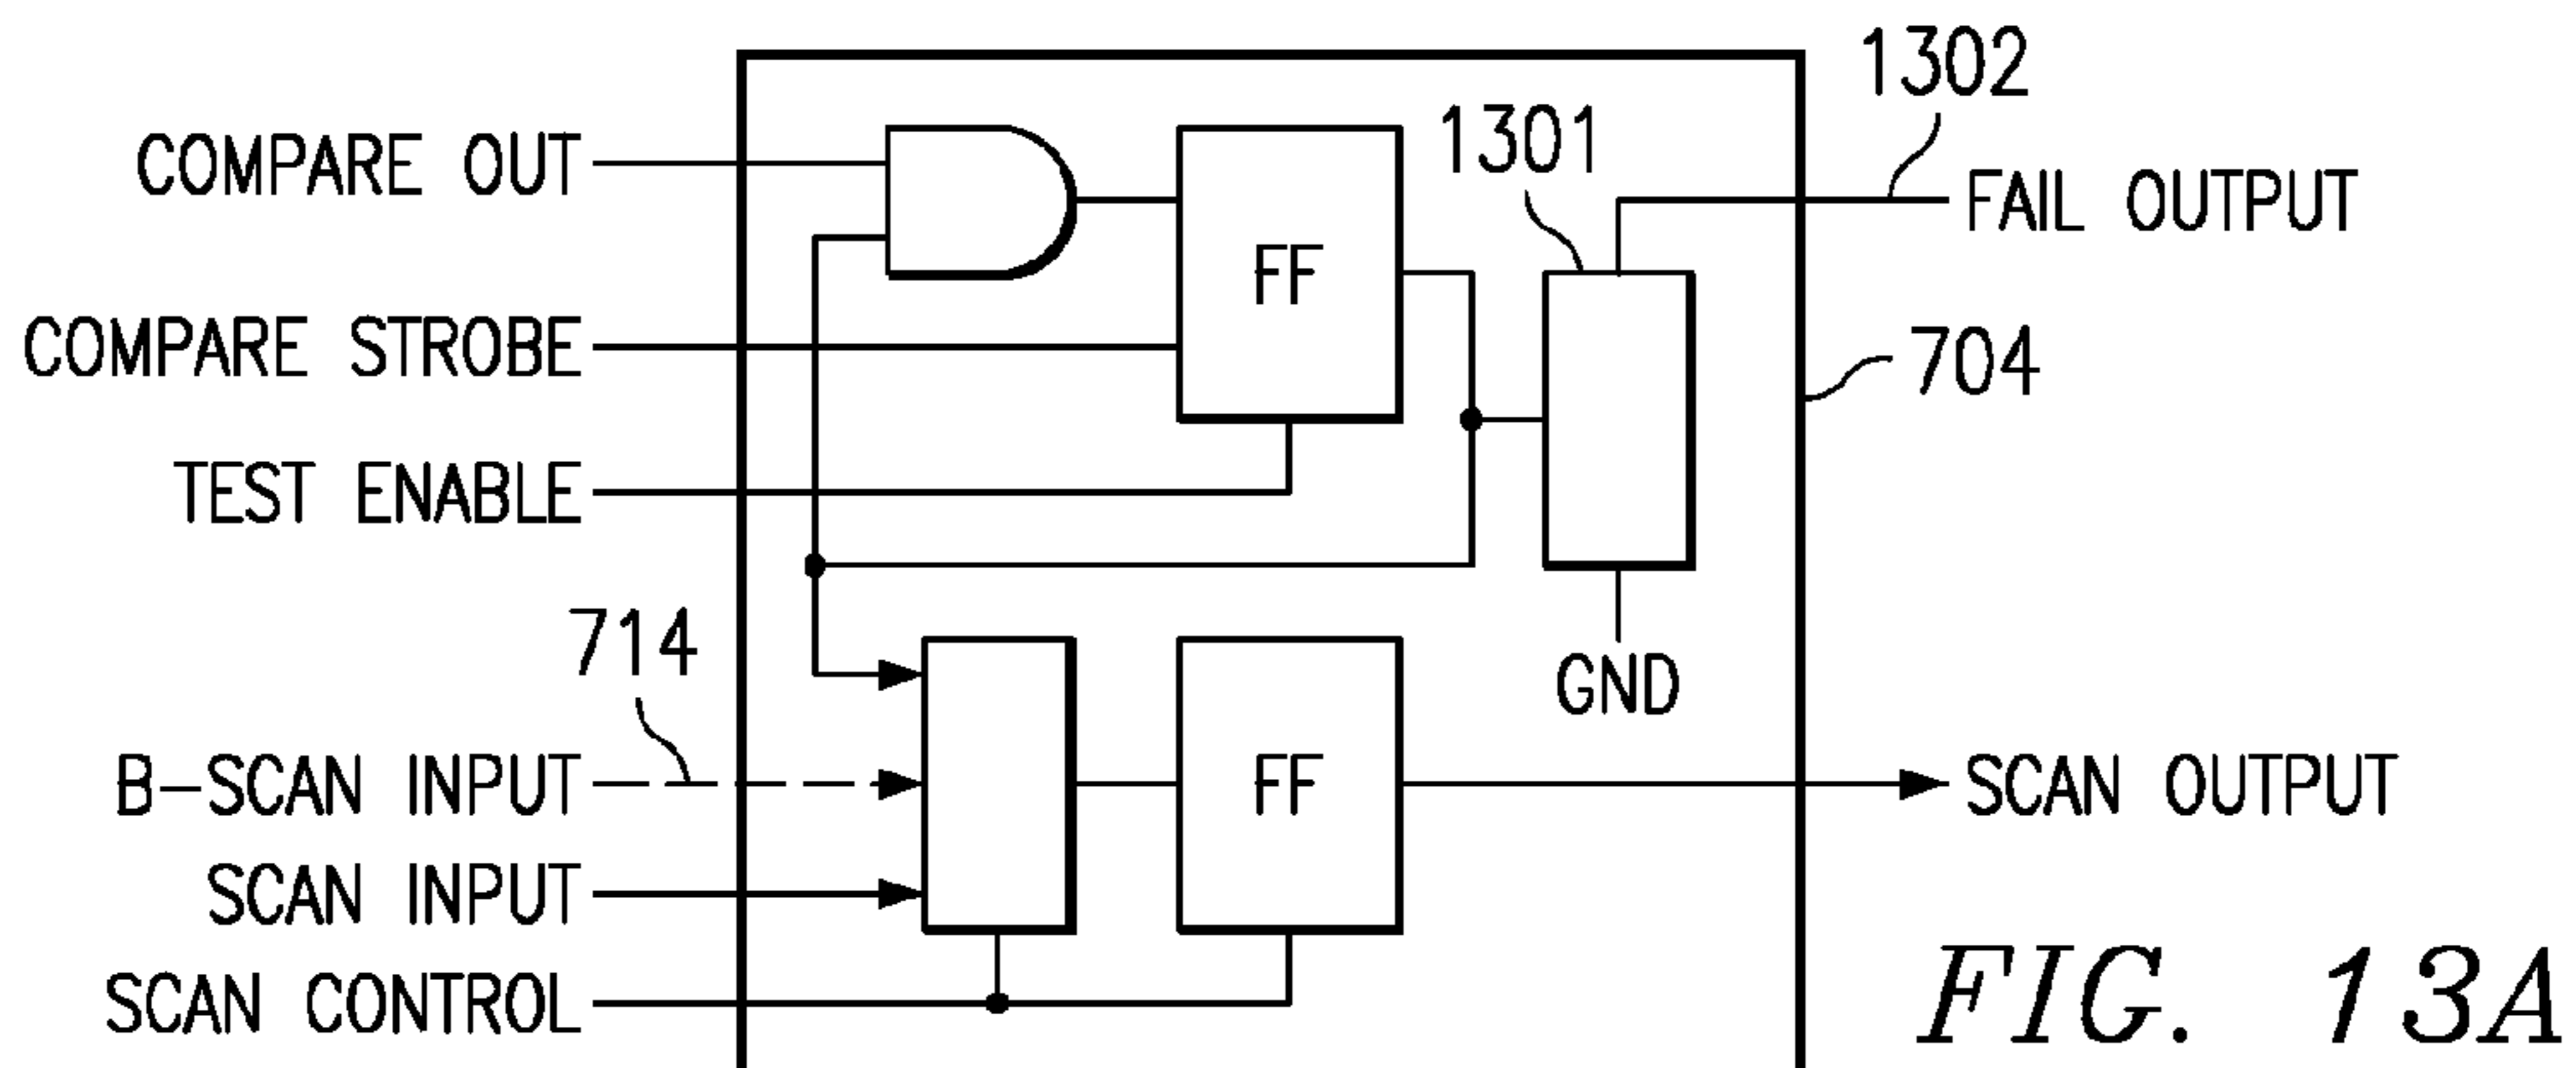 1302
COMPARE OUT
1301
FAIL OUTPUT
FF
COMPARE STROBE
704
TEST ENABLE
714
GND
B-SCAN INPUT
FF
SCAN OUTPUT
SCAN INPUT
SCAN CONTROL
FIG. 13A